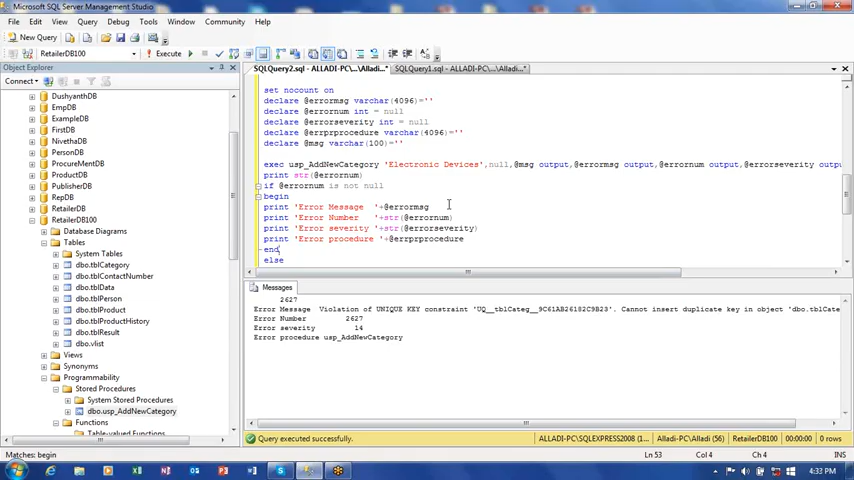 Microsoft SQL Server Management Studio
File Edit View Query Debug Tools Window Community Help
New Query
RetailerDB100 Execute
Object Explorer
Connect
DushyanthDB
EmpDB
ExampleDB
FirstDB
NivethaDB
PersonDB
ProcureMentDB
ProductDB
PublisherDB
RepDB
RetailerDB
RetailerDB100
Database Diagrams
Tables
System Tables
dbo.tblCategory
dbo.tblContactNumber
dbo.tblData
dbo.tblPerson
dbo.tblProduct
dbo.tblProductHistory
dbo.tblResult
dbo.vlist
Views
Synonyms
Programmability
Stored Procedures
System Stored Procedures
dbo.usp_AddNewCategory
Functions
Table-valued Functions
SQLQuery2.sql - ALLADI-PC\...\Alladi...* SQLQuery1.sql - ALLADI-PC\...\Alladi...*
set nocount on
declare @errormsg varchar(4096)=''
declare @errornum int = null
declare @errorseverity int = null
declare @errprprocedure varchar(4096)=''
declare @msg varchar(100)=''
exec usp_AddNewCategory 'Electronic Devices',null,@msg output,@errormsg output,@errornum output,@errorseverity outpu
print str(@errornum)
if @errornum is not null
begin
print 'Error Message '+@errormsg
print 'Error Number '+str(@errornum)
print 'Error severity '+str(@errorseverity)
print 'Error procedure '+@errprprocedure
end
else
Messages
2627
Error Message Violation of UNIQUE KEY constraint 'UQ__tblCateg__9C61AB26182C9B23'. Cannot insert duplicate key in object 'dbo.tblCate
Error Number 2627
Error severity 14
Error procedure usp_AddNewCategory
Query executed successfully. ALLADI-PC\SQLEXPRESS2008 (1... Alladi-PC\Alladi (56) RetailerDB100 00:00:00 0 rows
Matches: begin Ln 53 Col 4 Ch 4 INS
4:33 PM